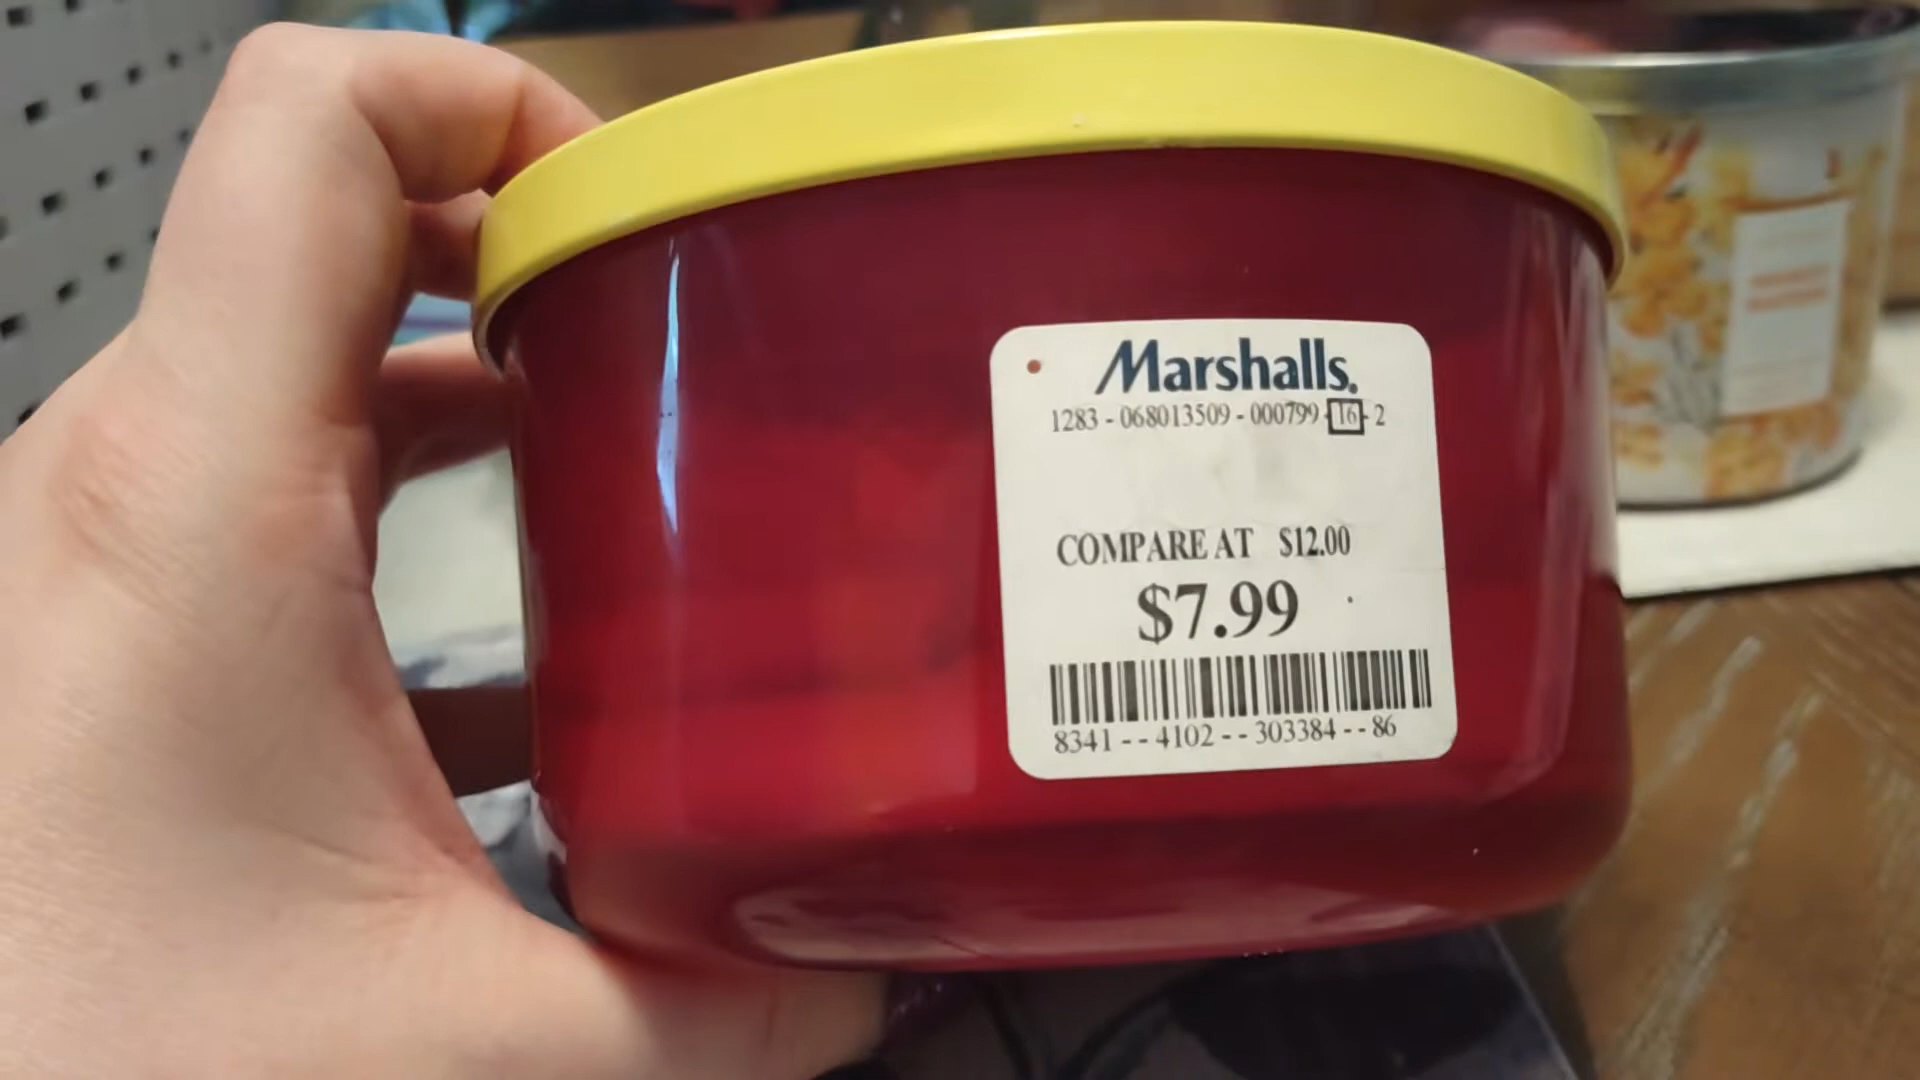 Marshalls.
1283 - 068013509 - 000799 - 16 - 2
COMPARE AT $12.00
$7.99
8341 - - 4102 - - 303384 - - 86